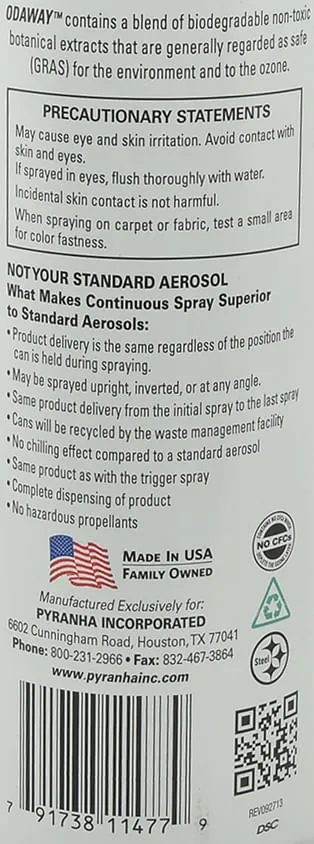 ODAWAY™ contains a blend of biodegradable non-toxic
botanical extracts that are generally regarded as safe
(GRAS) for the environment and to the ozone.
PRECAUTIONARY STATEMENTS
May cause eye and skin irritation. Avoid contact with
skin and eyes.
If sprayed in eyes, flush thoroughly with water.
Incidental skin contact is not harmful.
When spraying on carpet or fabric, test a small area
for color fastness.
NOT YOUR STANDARD AEROSOL
What Makes Continuous Spray Superior
to Standard Aerosols:
•Product delivery is the same regardless of the position the
can is held during spraying.
•May be sprayed upright, inverted, or at any angle.
•Same product delivery from the initial spray to the last spray
•Cans will be recycled by the waste management facility
•No chilling effect compared to a standard aerosol
•Same product as with the trigger spray
•Complete dispensing of product
•No hazardous propellants
NO CFCs
MADE IN USA
FAMILY OWNED
Manufactured Exclusively for:
PYRANHA INCORPORATED
6602 Cunningham Road, Houston, TX 77041
Phone: 800-231-2966 • Fax: 832-467-3864
www.pyranhainc.com
Steel
7 91738 11477 9
REV092713
DSC